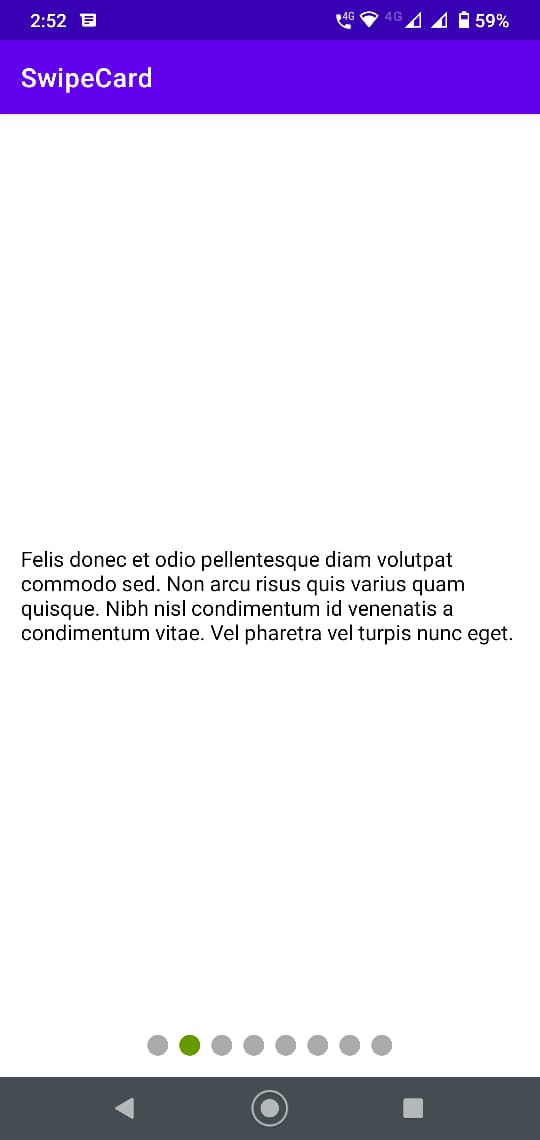 2:52 4G 4G 59%
SwipeCard
Felis donec et odio pellentesque diam volutpat
commodo sed. Non arcu risus quis varius quam
quisque. Nibh nisl condimentum id venenatis a
condimentum vitae. Vel pharetra vel turpis nunc eget.